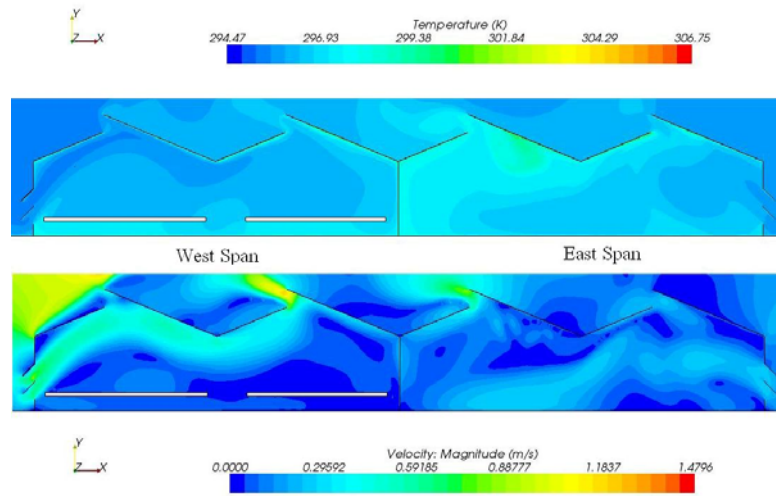 Y
Z X
Temperature (K)
294.47 296.93 299.38 301.84 304.29 306.75
West Span East Span
Y
Z X
Velocity: Magnitude (m/s)
0.0000 0.29592 0.59185 0.88777 1.1837 1.4796